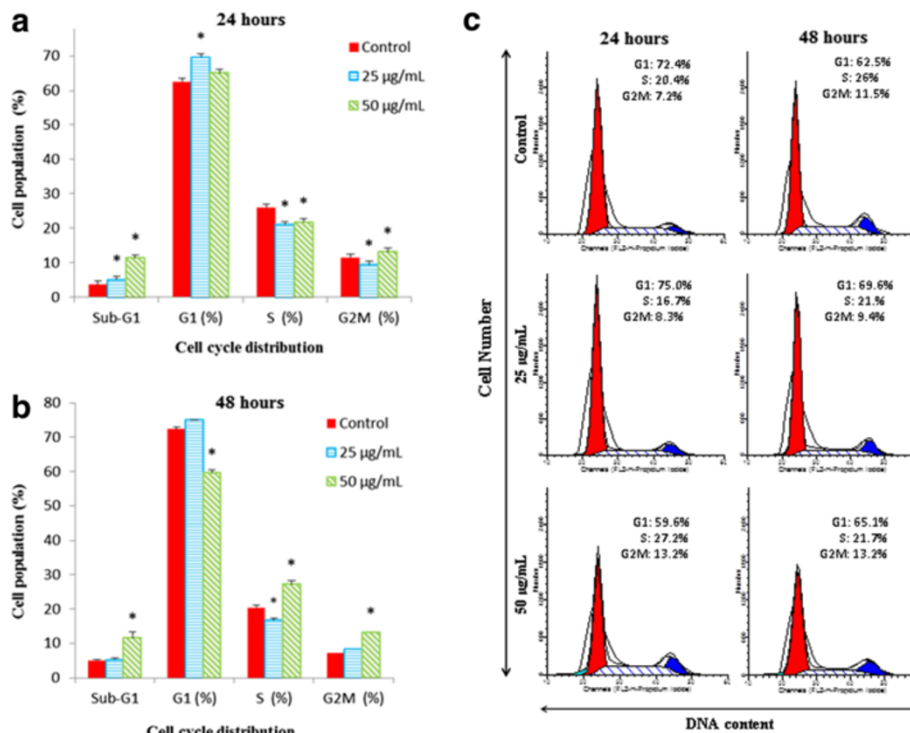 a
24 hours
Cell population (%)
80
70
60
50
40
30
20
10
0
Control
25 µg/mL
50 µg/mL
*
* *
* *
* *
Sub-G1 G1 (%) S (%) G2M (%)
Cell cycle distribution
b
48 hours
Cell population (%)
80
70
60
50
40
30
20
10
0
Control
25 µg/mL
50 µg/mL
*
*
* *
*
Sub-G1 G1 (%) S (%) G2M (%)
Cell cycle distribution
c
24 hours 48 hours
Cell Number
Control
G1: 72.4%
S: 20.4%
G2M: 7.2%
G1: 62.5%
S: 26%
G2M: 11.5%
25 µg/mL
G1: 75.0%
S: 16.7%
G2M: 8.3%
G1: 69.6%
S: 21.%
G2M: 9.4%
50 µg/mL
G1: 59.6%
S: 27.2%
G2M: 13.2%
G1: 65.1%
S: 21.7%
G2M: 13.2%
DNA content